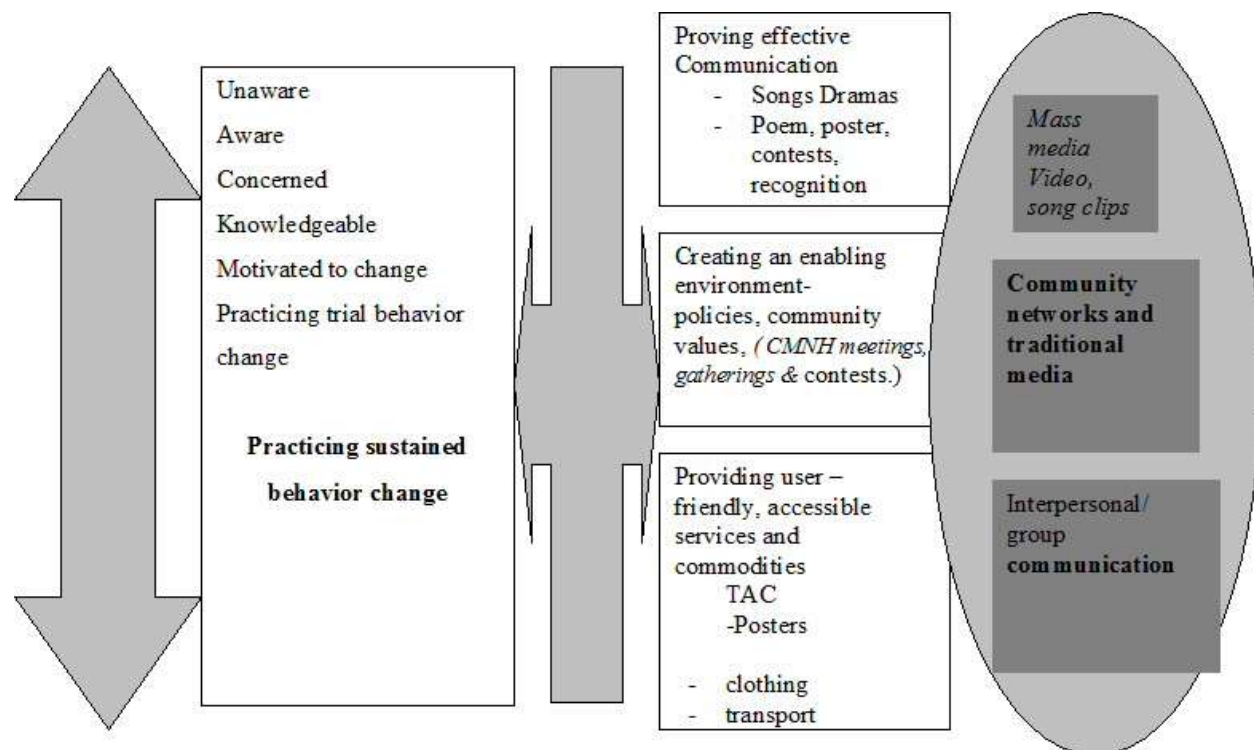 Unaware
Aware
Concerned
Knowledgeable
Motivated to change
Practicing trial behavior
change
Practicing sustained
behavior change
Proving effective
Communication
- Songs Dramas
- Poem, poster,
contests,
recognition
Creating an enabling
environment-
policies, community
values, ( CMNH meetings,
gatherings & contests.)
Providing user –
friendly, accessible
services and
commodities
TAC
-Posters
- clothing
- transport
Mass
media
Video,
song clips
Community
networks and
traditional
media
Interpersonal/
group
communication